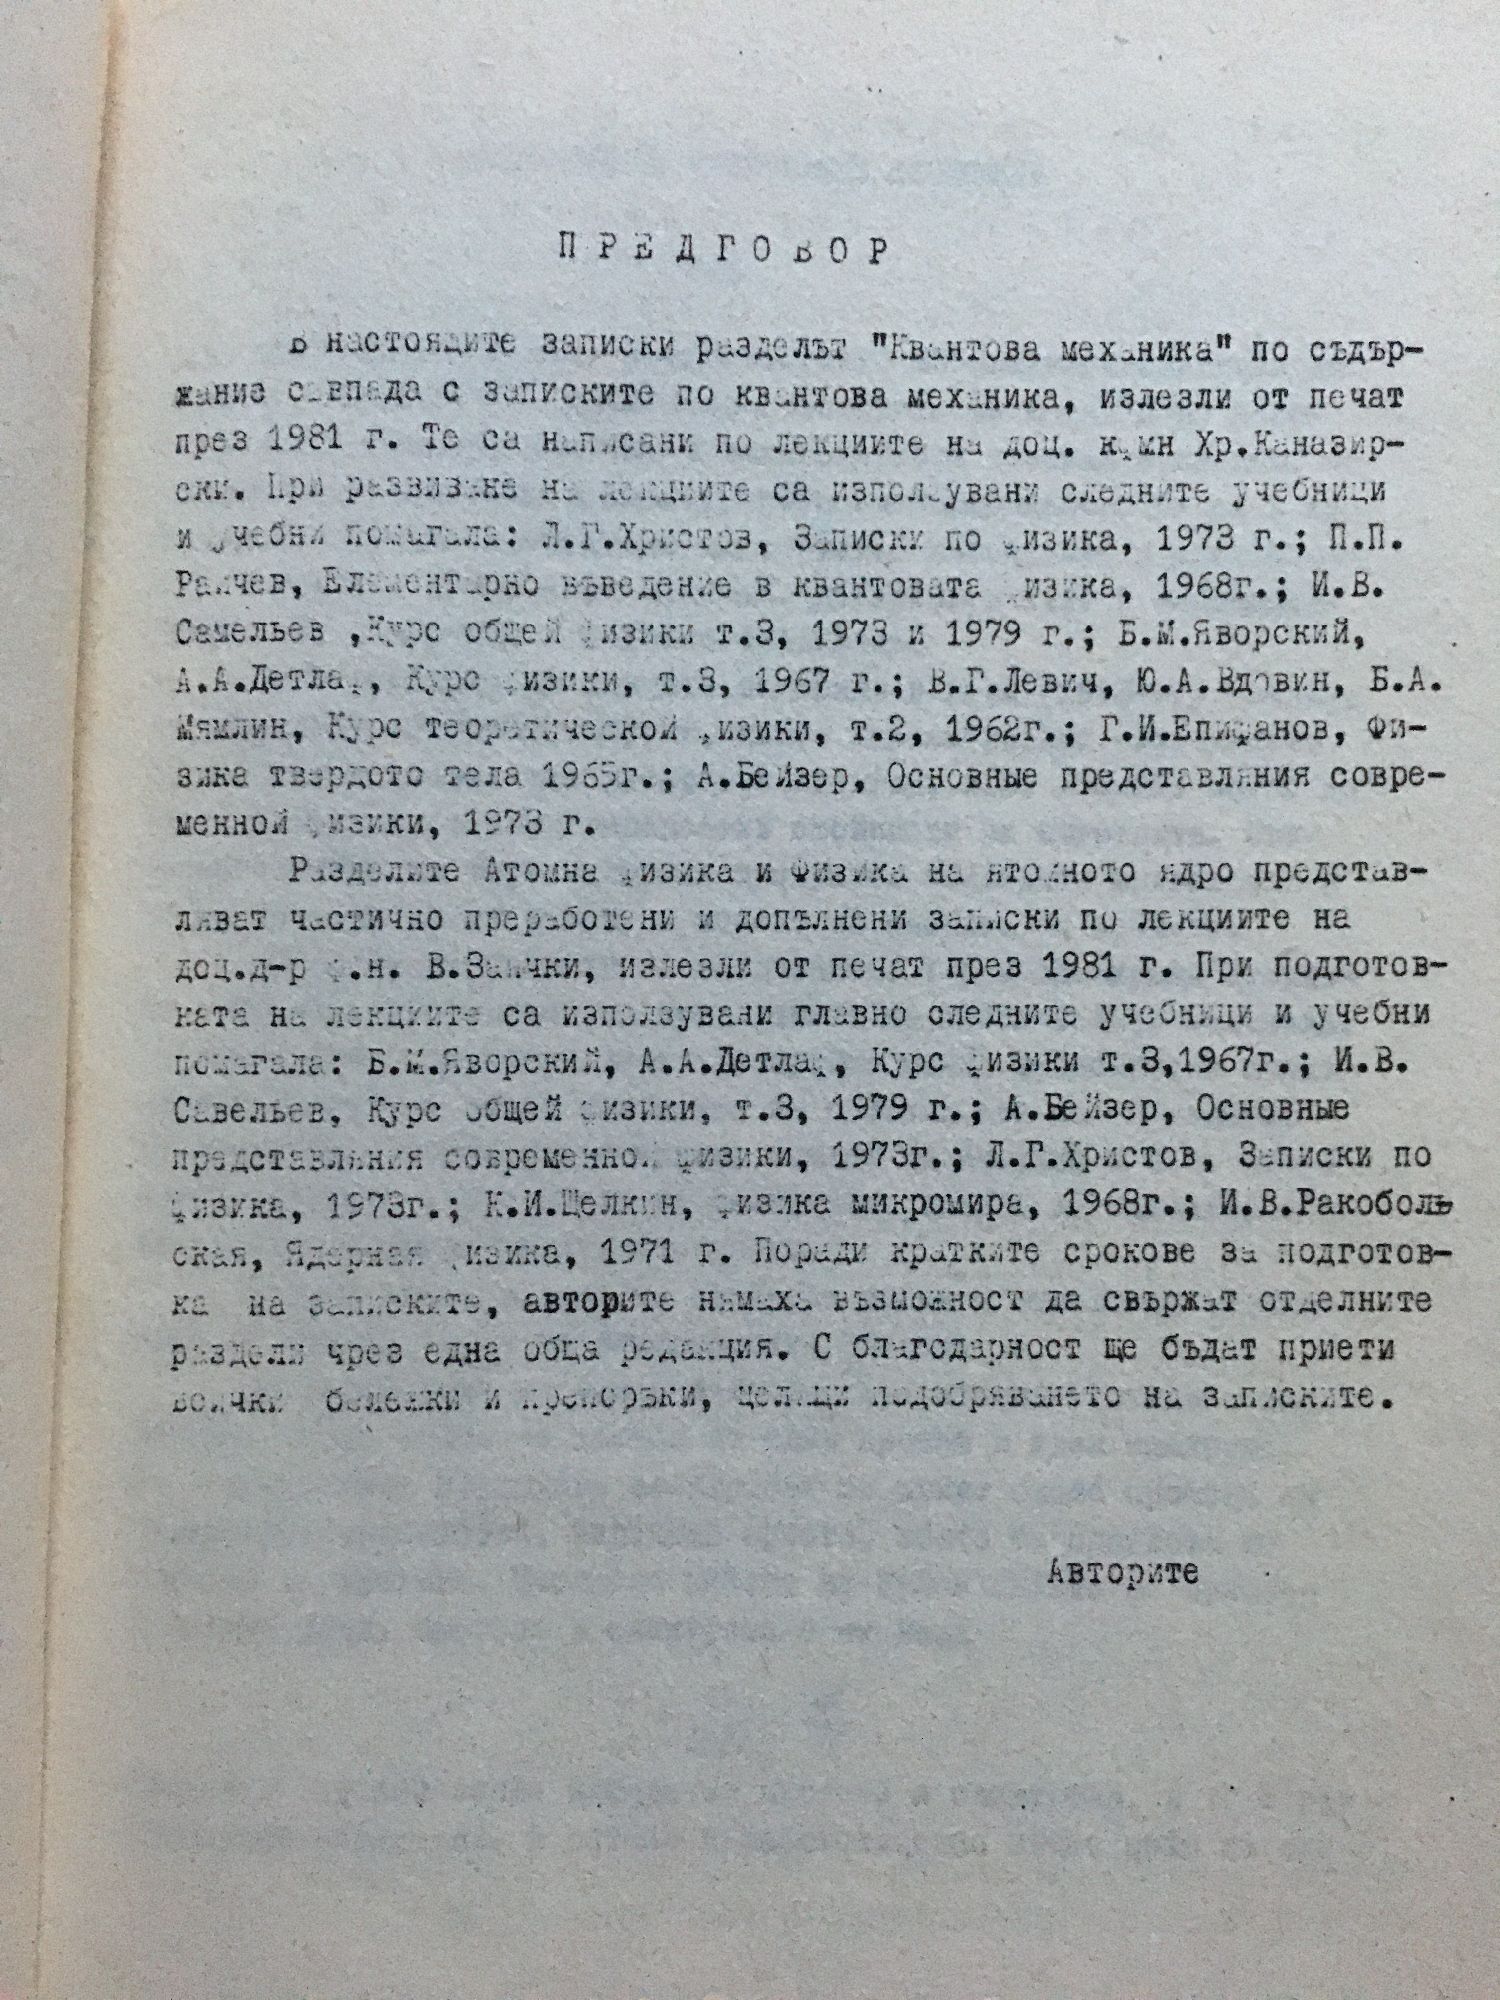 ПРЕДГОВОР
В настоящите записки разделът "Квантова механика" по съдър-
жание съвпада с записките по квантова механика, излезли от печат
през 1981 г. Те са написани по лекциите на доц. кфмн Хр.Каназир-
ски. При развиване на лекциите са използувани следните учебници
и учебни помагала: Л.Г.Христов, Записки по физика, 1973 г.; П.П.
Райчев, Елементарно въведение в квантовата физика, 1968г.; И.В.
Самельев ,Курс общей физики т.3, 1973 и 1979 г.; Б.М.Яворский,
А.А.Детлаф, Курс физики, т.3, 1967 г.; В.Г.Левич, Ю.А.Вдовин, Б.А.
Мямлин, Курс теоретической физики, т.2, 1962г.; Г.И.Епифанов, Фи-
зика твердото тела 1965г.; А.Бейзер, Основные представляния совре-
менной физики, 1973 г.
Разделите Атомна физика и Физика на ятомното ядро представ-
ляват частично преработени и допълнени записки по лекциите на
доц.д-р ф.н. В.Зайчки, излезли от печат през 1981 г. При подготов-
ката на лекциите са използувани главно следните учебници и учебни
помагала: Б.М.Яворский, А.А.Детлаф, Курс физики т.3,1967г.; И.В.
Савельев, Курс общей физики, т.3, 1979 г.; А.Бейзер, Основные
представляния современной физики, 1973г.; Л.Г.Христов, Записки по
физика, 1973г.; К.И.Щелкин, физика микромира, 1968г.; И.В.Ракоболь
ская, Ядерная физика, 1971 г. Поради кратките срокове за подготов-
ка на записките, авторите нямаха възможност да свържат отделните
раздели чрез една обща редакция. С благодарност ще бъдат приети
всички бележки и препоръки, целящи подобряването на записките.
Авторите